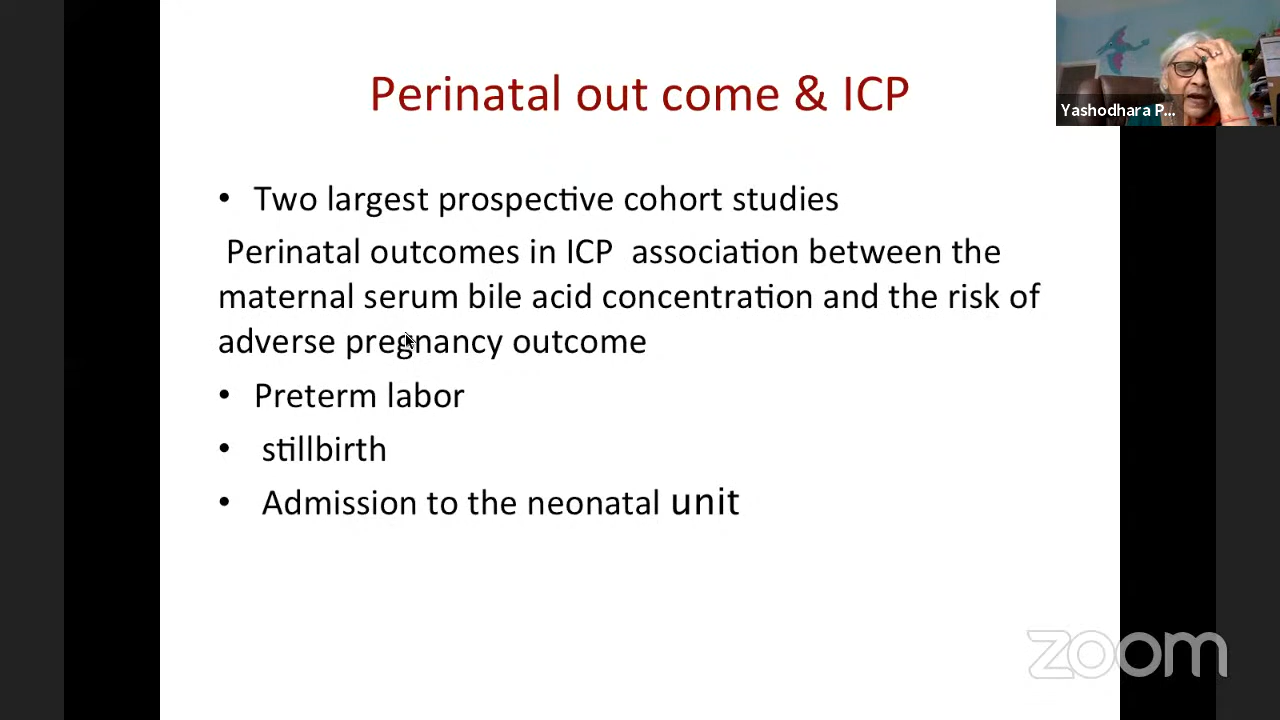 Perinatal out come & ICP
Yashodhara P...
• Two largest prospective cohort studies
Perinatal outcomes in ICP association between the
maternal serum bile acid concentration and the risk of
adverse pregnancy outcome
• Preterm labor
• stillbirth
• Admission to the neonatal unit
zoom